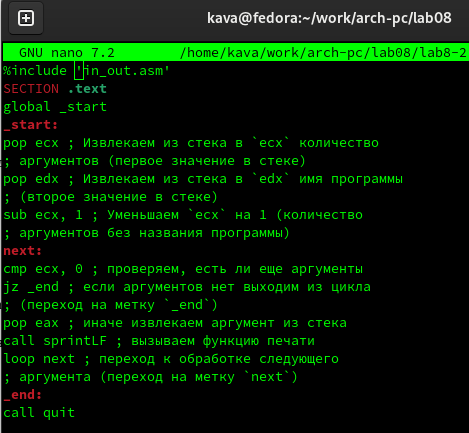 kava@fedora:~/work/arch-pc/lab08
GNU nano 7.2 /home/kava/work/arch-pc/lab08/lab8-2
%include 'in_out.asm'
SECTION .text
global _start
_start:
pop ecx ; Извлекаем из стека в `ecx` количество
; аргументов (первое значение в стеке)
pop edx ; Извлекаем из стека в `edx` имя программы
; (второе значение в стеке)
sub ecx, 1 ; Уменьшаем `ecx` на 1 (количество
; аргументов без названия программы)
next:
cmp ecx, 0 ; проверяем, есть ли еще аргументы
jz _end ; если аргументов нет выходим из цикла
; (переход на метку `_end`)
pop eax ; иначе извлекаем аргумент из стека
call sprintLF ; вызываем функцию печати
loop next ; переход к обработке следующего
; аргумента (переход на метку `next`)
_end:
call quit